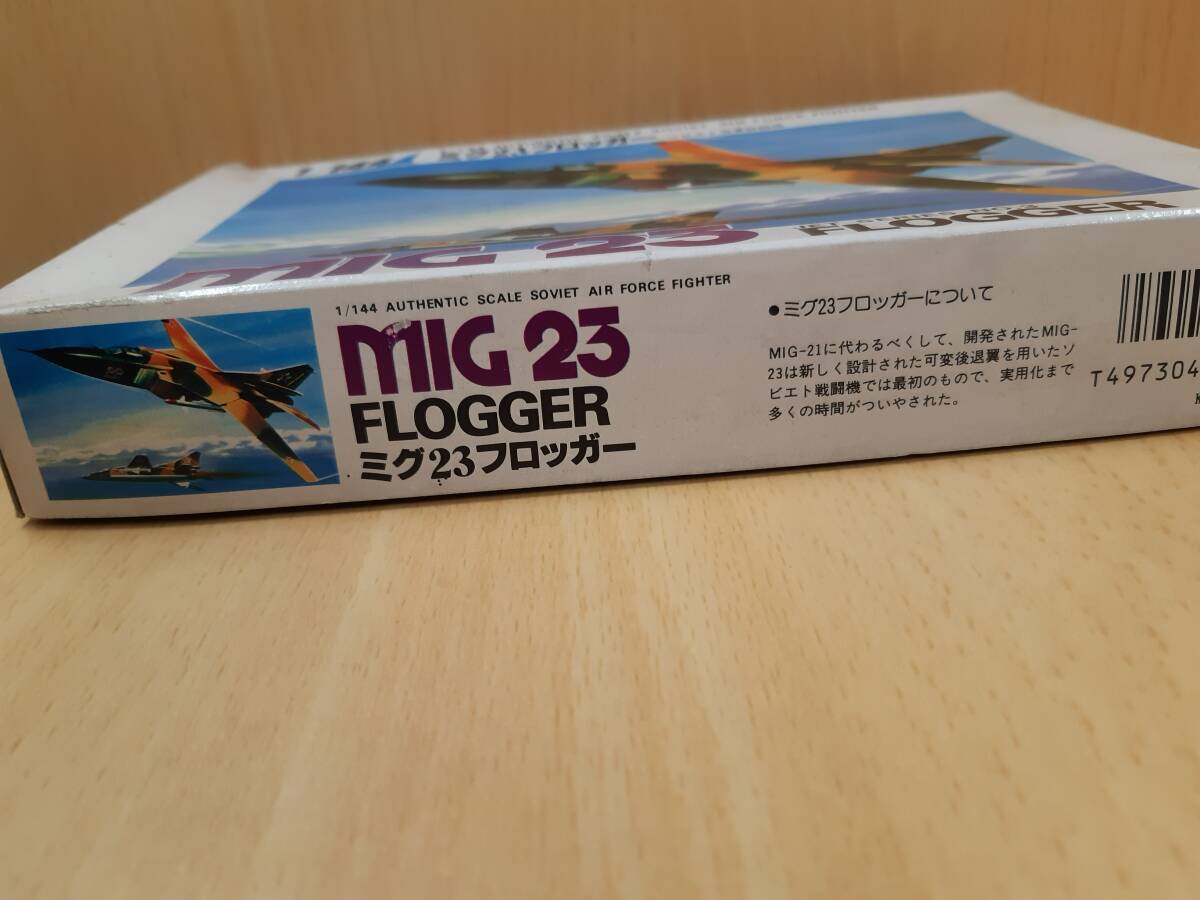 MIG 23
FLOGGER
1/144 AUTHENTIC SCALE SOVIET AIR FORCE FIGHTER
MIG 23
FLOGGER
ミグ23フロッガー
●ミグ23フロッガーについて
MIG-21に代わるべくして、開発されたMIG-
23は新しく設計された可変後退翼を用いたソ
ビエト戦闘機では最初のもので、実用化まで
多くの時間がついやされた。
T497304